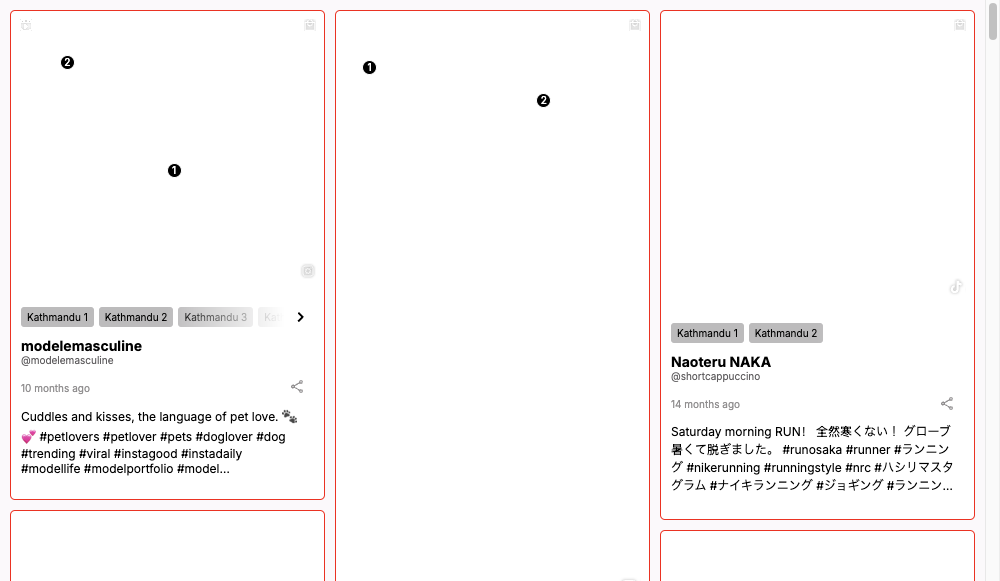 2
1
Kathmandu 1 Kathmandu 2 Kathmandu 3
modelemasculine
@modelemasculine
10 months ago
Cuddles and kisses, the language of pet love. 🐾
💕 #petlovers #petlover #pets #doglover #dog
#trending #viral #instagood #instadaily
#modellife #modelportfolio #model...
1
2
Kathmandu 1 Kathmandu 2
Naoteru NAKA
@shortcappuccino
14 months ago
Saturday morning RUN！ 全然寒くない！ グローブ
暑くて脱ぎました。 #runosaka #runner #ランニン
グ #nikerunning #runningstyle #nrc #ハシリマスタ
グラム #ナイキランニング #ジョギング #ランニン...